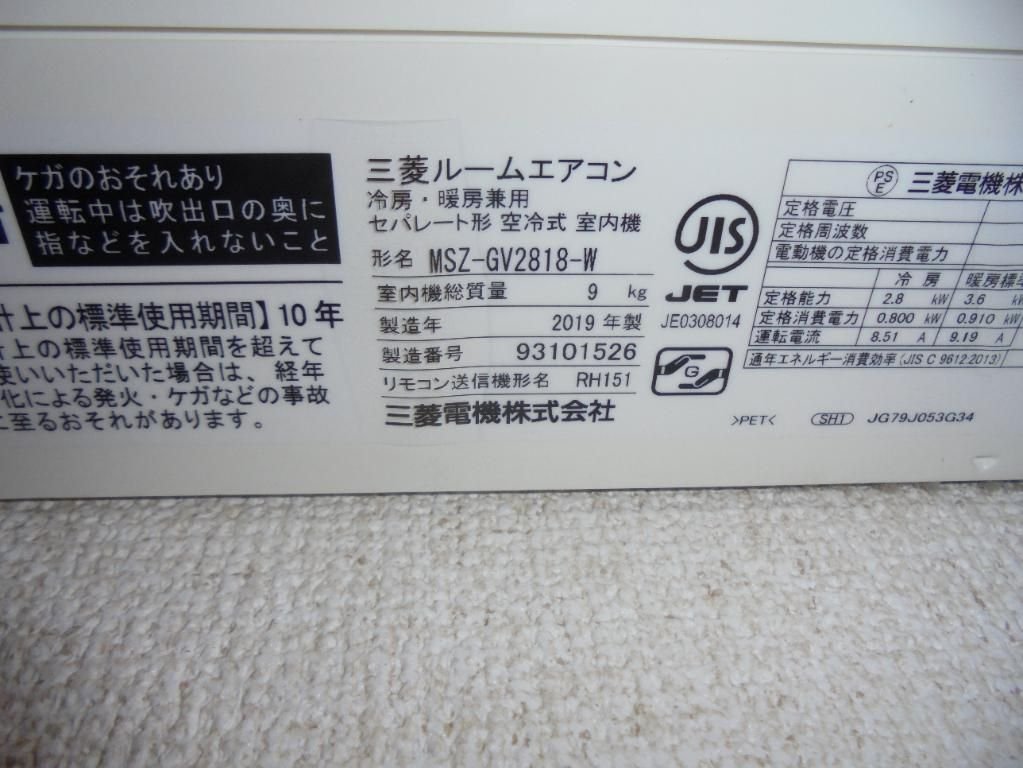 ケガのおそれあり
運転中は吹出口の奥に
指などを入れないこと
計上の標準使用期間】10年
計上の標準使用期間を超えて
使いいただいた場合は、経年
化による発火・ケガなどの事故
に至るおそれがあります。
三菱ルームエアコン
冷房・暖房兼用
セパレート形 空冷式 室内機
形名 MSZ-GV2818-W
室内機総質量 9 kg
製造年 2019 年製
製造番号 93101526
リモコン送信機形名 RH151
三菱電機株式会社
JIS
JET
JE0308014
G
>PET<
PS E 三菱電機株
定格電圧
定格周波数
電動機の定格消費電力
冷房 暖房標
定格能力 2.8 kW 3.6
定格消費電力 0.800 kW 0.910 kW
運転電流 8.51 A 9.19 A
通年エネルギー消費効率(JIS C 9612:2013)
SHI JG79J053G34